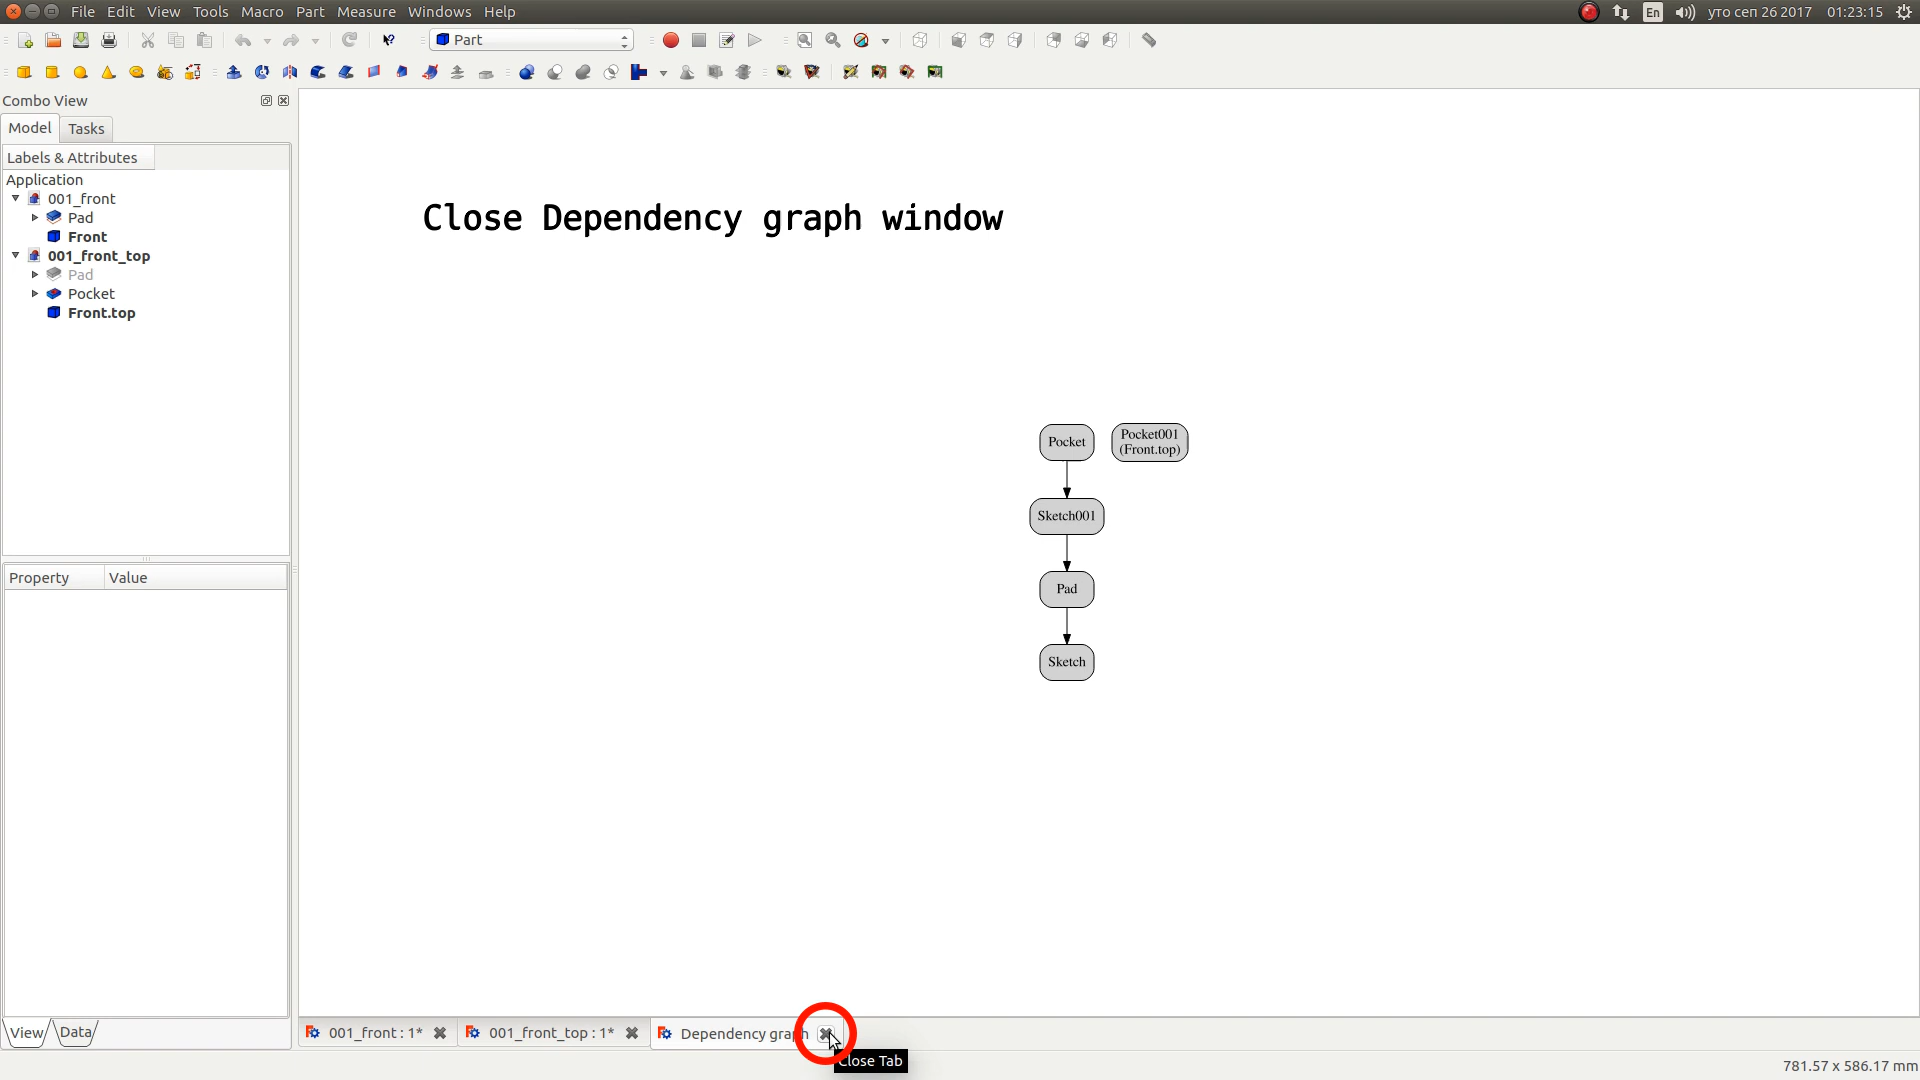 File Edit View Tools Macro Part Measure Windows Help
En уто сеп 26 2017 01:23:15
Part
Combo View
Model Tasks
Labels & Attributes
Application
001_front
Pad
Front
001_front_top
Pad
Pocket
Front.top
Close Dependency graph window
Pocket
Pocket001
(Front.top)
Sketch001
Pad
Sketch
Property Value
View Data
001_front : 1*
001_front_top : 1*
Dependency graph
Close Tab
781.57 x 586.17 mm